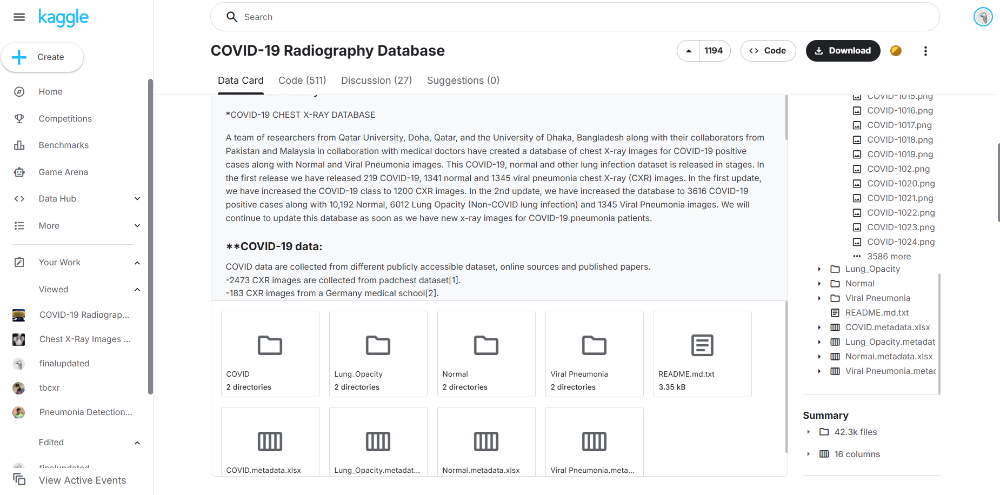 kaggle
Search
Create
Home
Competitions
Benchmarks
Game Arena
Data Hub
More
Your Work
Viewed
COVID-19 Radiograp...
Chest X-Ray Images ...
finalupdated
tbcxr
Pneumonia Detection...
Edited
finalupdated
View Active Events
COVID-19 Radiography Database
1194
Code
Download
Data Card
Code (511)
Discussion (27)
Suggestions (0)
*COVID-19 CHEST X-RAY DATABASE
A team of researchers from Qatar University, Doha, Qatar, and the University of Dhaka, Bangladesh along with their collaborators from
Pakistan and Malaysia in collaboration with medical doctors have created a database of chest X-ray images for COVID-19 positive
cases along with Normal and Viral Pneumonia images. This COVID-19, normal and other lung infection dataset is released in stages. In
the first release we have released 219 COVID-19, 1341 normal and 1345 viral pneumonia chest X-ray (CXR) images. In the first update,
we have increased the COVID-19 class to 1200 CXR images. In the 2nd update, we have increased the database to 3616 COVID-19
positive cases along with 10,192 Normal, 6012 Lung Opacity (Non-COVID lung infection) and 1345 Viral Pneumonia images. We will
continue to update this database as soon as we have new x-ray images for COVID-19 pneumonia patients.
**COVID-19 data:
COVID data are collected from different publicly accessible dataset, online sources and published papers.
-2473 CXR images are collected from padchest dataset[1].
-183 CXR images from a Germany medical school[2].
COVID
2 directories
Lung_Opacity
2 directories
Normal
2 directories
Viral Pneumonia
2 directories
README.md.txt
3.35 kB
COVID.metadata.xlsx
Lung_Opacity.metadat...
Normal.metadata.xlsx
Viral Pneumonia.meta...
COVID-1015.png
COVID-1016.png
COVID-1017.png
COVID-1018.png
COVID-1019.png
COVID-102.png
COVID-1020.png
COVID-1021.png
COVID-1022.png
COVID-1023.png
COVID-1024.png
3586 more
Lung_Opacity
Normal
Viral Pneumonia
README.md.txt
COVID.metadata.xlsx
Lung_Opacity.metadat
Normal.metadata.xlsx
Viral Pneumonia.metac
Summary
42.3k files
16 columns